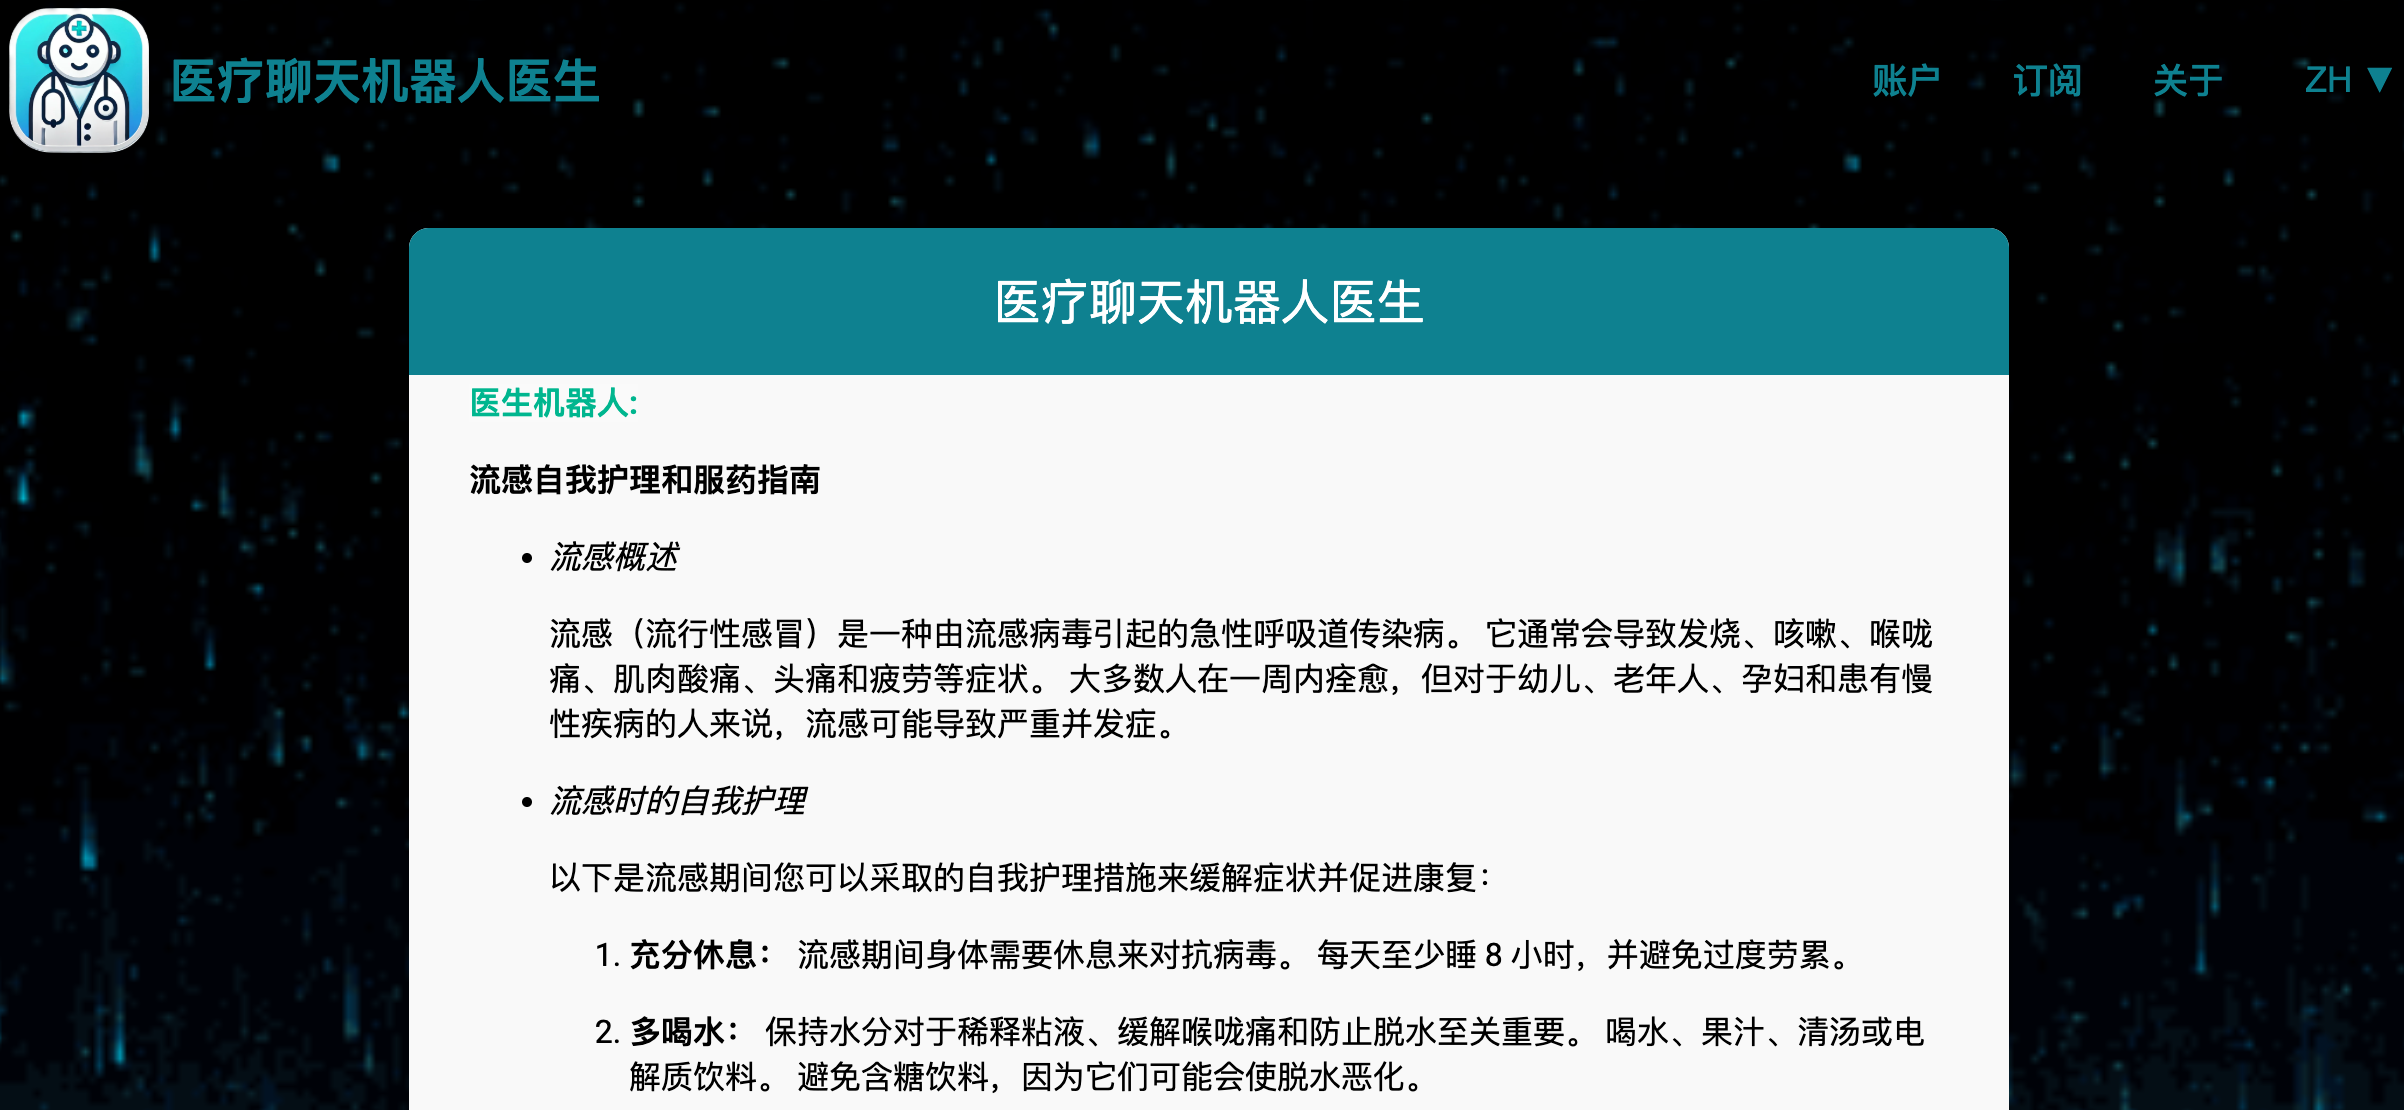 医疗聊天机器人医生
账户 订阅 关于 ZH ▼
医疗聊天机器人医生
医生机器人:
流感自我护理和服药指南
• 流感概述
流感（流行性感冒）是一种由流感病毒引起的急性呼吸道传染病。 它通常会导致发烧、咳嗽、喉咙
痛、肌肉酸痛、头痛和疲劳等症状。 大多数人在一周内痊愈，但对于幼儿、老年人、孕妇和患有慢
性疾病的人来说，流感可能导致严重并发症。
• 流感时的自我护理
以下是流感期间您可以采取的自我护理措施来缓解症状并促进康复：
1. 充分休息： 流感期间身体需要休息来对抗病毒。 每天至少睡 8 小时，并避免过度劳累。
2. 多喝水： 保持水分对于稀释粘液、缓解喉咙痛和防止脱水至关重要。 喝水、果汁、清汤或电
解质饮料。 避免含糖饮料，因为它们可能会使脱水恶化。